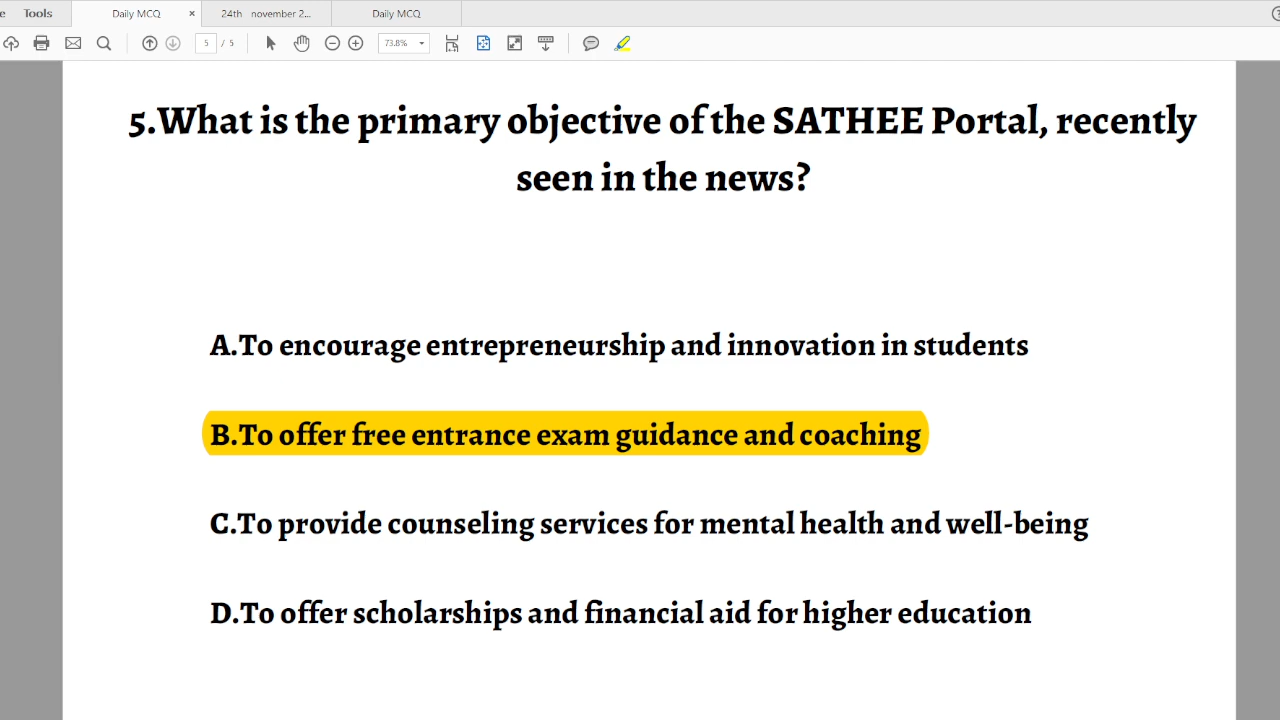 e Tools Daily MCQ × 24th november 2... Daily MCQ
5 / 5 73.8%
5.What is the primary objective of the SATHEE Portal, recently
seen in the news?
A.To encourage entrepreneurship and innovation in students
B.To offer free entrance exam guidance and coaching
C.To provide counseling services for mental health and well-being
D.To offer scholarships and financial aid for higher education